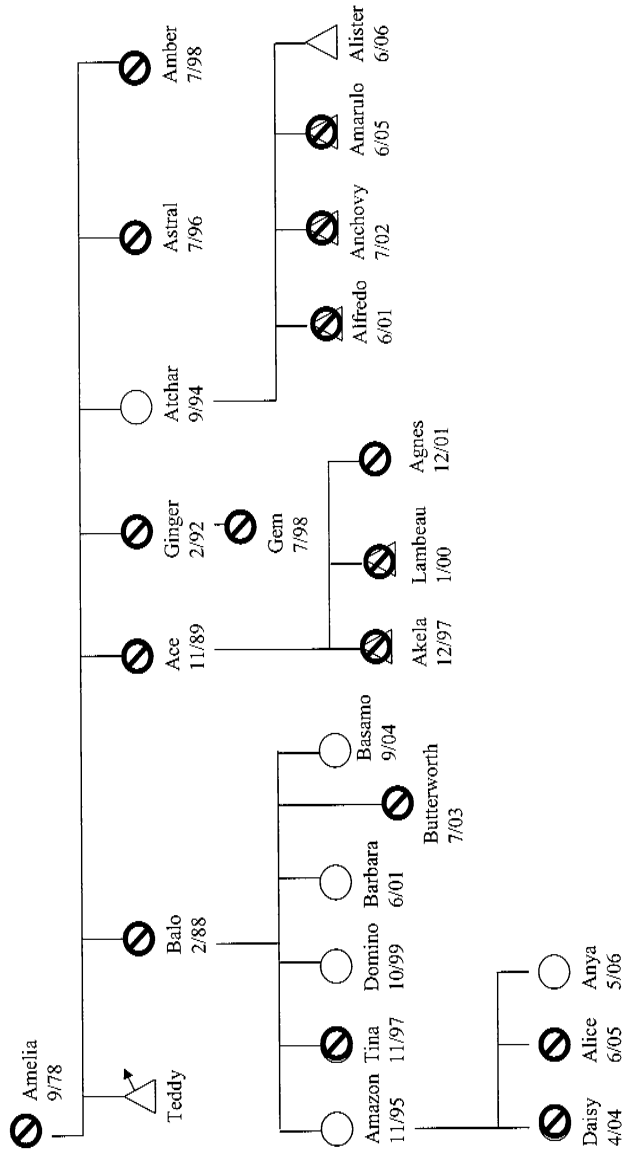 Amelia
9/78
Teddy
Balo
2/88
Ace
11/89
Ginger
2/92
Atchar
9/94
Astral
7/96
Amber
7/98
Gem
7/98
Amazon
11/95
Tina
11/97
Domino
10/99
Barbara
6/01
Butterworth
7/03
Basamo
9/04
Akela
12/97
Lambeau
1/00
Agnes
12/01
Alfredo
6/01
Anchovy
7/02
Amarulo
6/05
Alister
6/06
Daisy
4/04
Alice
6/05
Anya
5/06